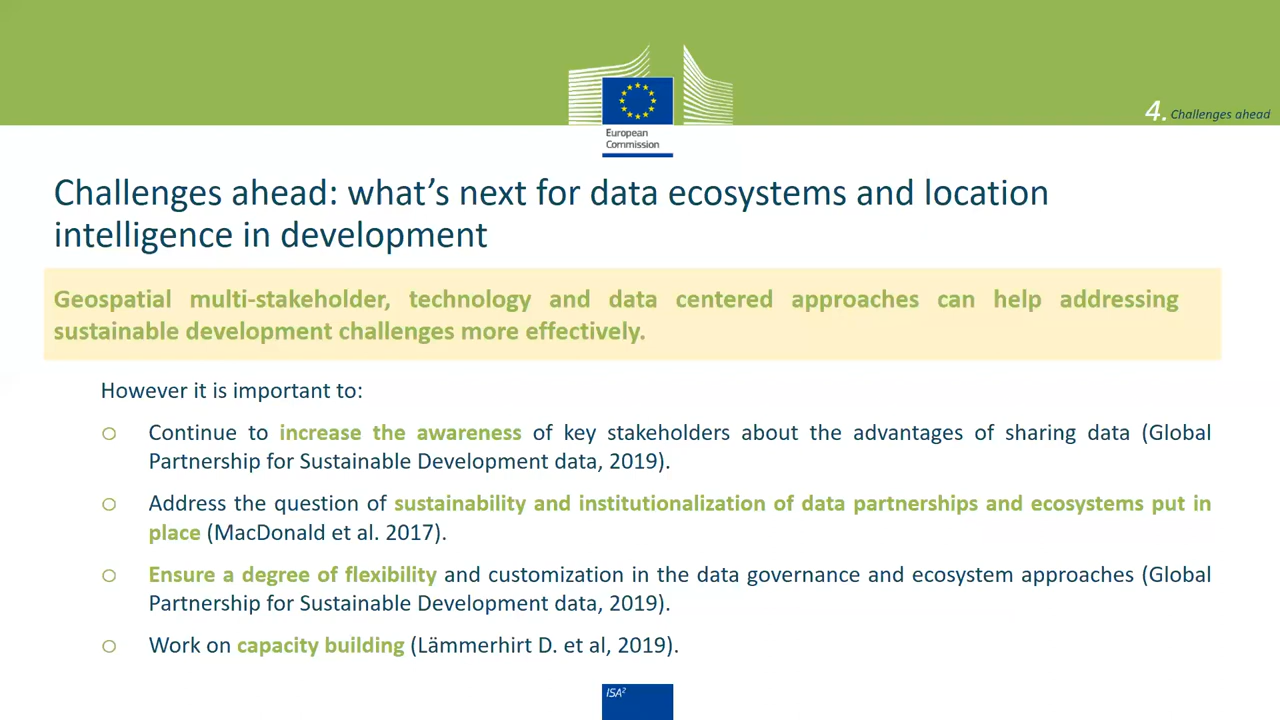 European
Commission
4. Challenges ahead
Challenges ahead: what’s next for data ecosystems and location
intelligence in development
Geospatial multi-stakeholder, technology and data centered approaches can help addressing
sustainable development challenges more effectively.
However it is important to:
Continue to increase the awareness of key stakeholders about the advantages of sharing data (Global
Partnership for Sustainable Development data, 2019).
Address the question of sustainability and institutionalization of data partnerships and ecosystems put in
place (MacDonald et al. 2017).
Ensure a degree of flexibility and customization in the data governance and ecosystem approaches (Global
Partnership for Sustainable Development data, 2019).
Work on capacity building (Lämmerhirt D. et al, 2019).
ISA²